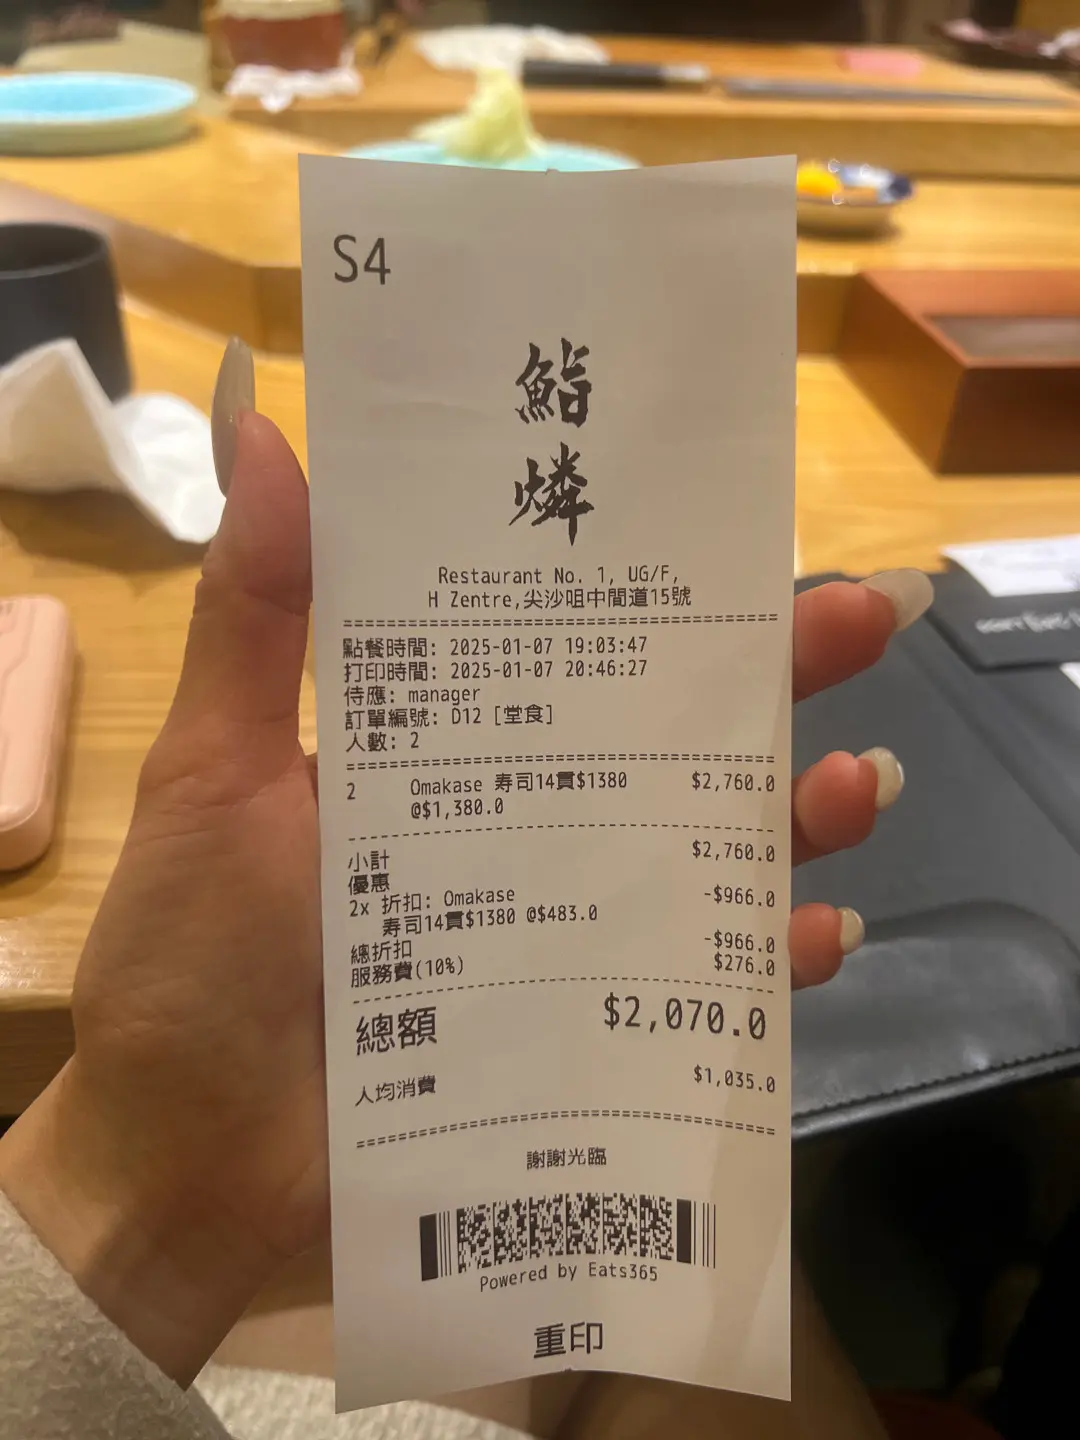 S4
鮨
燐
Restaurant No. 1, UG/F,
H Zentre,尖沙咀中間道15號
點餐時間: 2025-01-07 19:03:47
打印時間: 2025-01-07 20:46:27
侍應: manager
訂單編號: D12 [堂食]
人數: 2
2 Omakase 寿司14貫$1380 $2,760.0
@$1,380.0
小計 $2,760.0
優惠
2x 折扣: Omakase -$966.0
寿司14貫$1380 @$483.0
總折扣 -$966.0
服務費(10%) $276.0
總額 $2,070.0
人均消費 $1,035.0
謝謝光臨
Powered by Eats365
重印